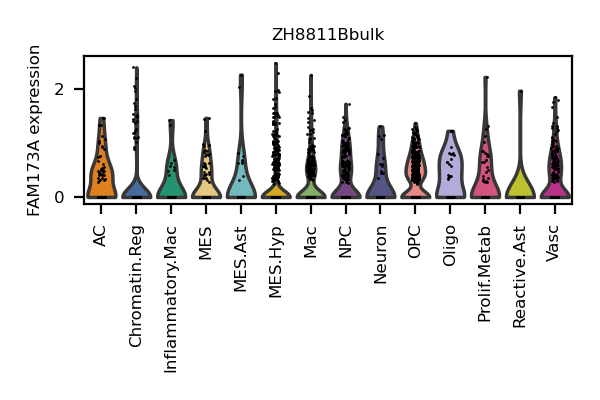 ZH8811Bbulk
FAM173A expression
2
0
AC
Chromatin.Reg
Inflammatory.Mac
MES
MES.Ast
MES.Hyp
Mac
NPC
Neuron
OPC
Oligo
Prolif.Metab
Reactive.Ast
Vasc